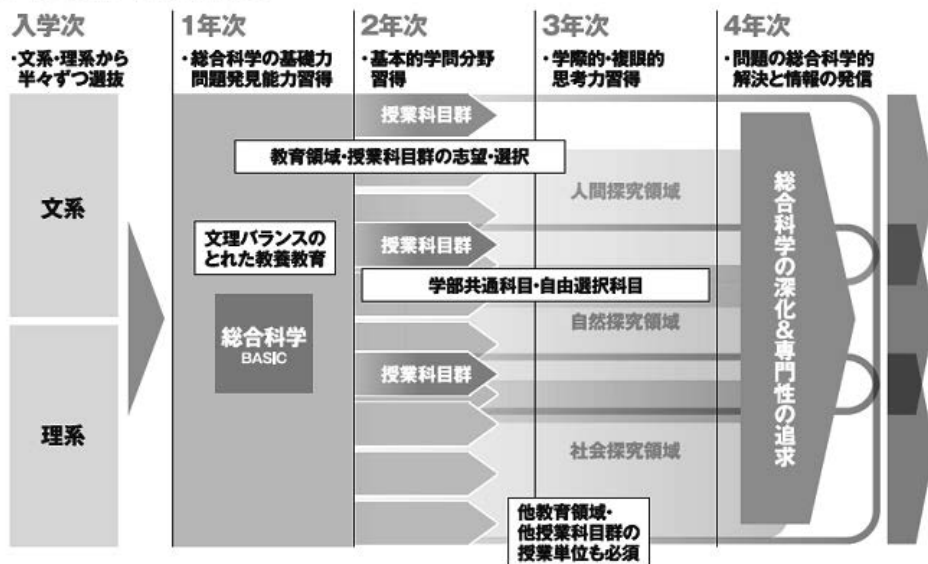 入学次
・文系・理系から
半々ずつ選抜
1年次
・総合科学の基礎力
問題発見能力習得
2年次
・基本的学問分野
習得
3年次
・学際的・複眼的
思考力習得
4年次
・問題の総合科学的
解決と情報の発信
授業科目群
教育領域・授業科目群の志望・選択
人間探究領域
文系
文理バランスの
とれた教養教育
授業科目群
学部共通科目・自由選択科目
総合科学
BASIC
自然探究領域
授業科目群
理系
社会探究領域
他教育領域・
他授業科目群の
授業単位も必須
総合科学の深化&専門性の追求